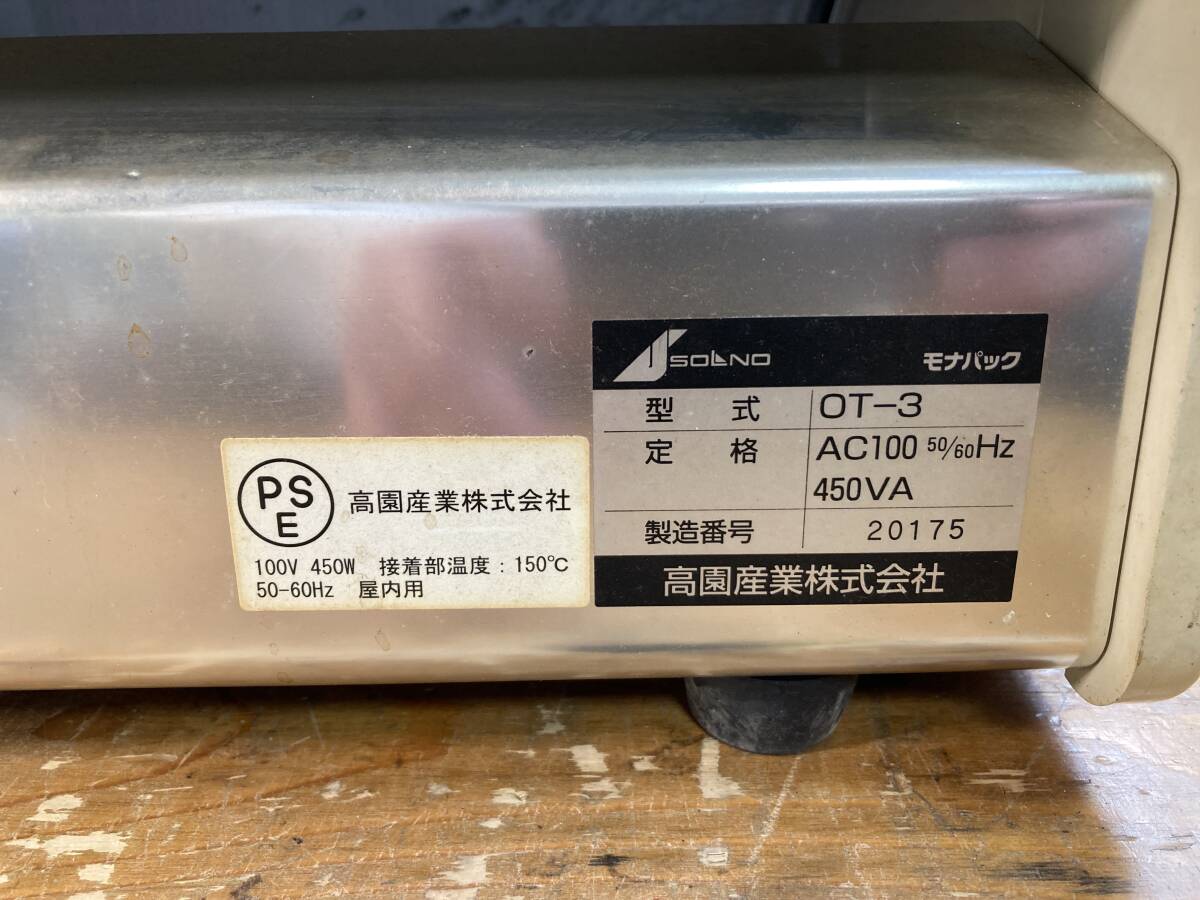 PSE
高園産業株式会社
100V 450W 接着部温度：150℃
50-60Hz 屋内用
SOLNO モナパック
型式 OT-3
定格 AC100 50/60Hz
450VA
製造番号 20175
高園産業株式会社